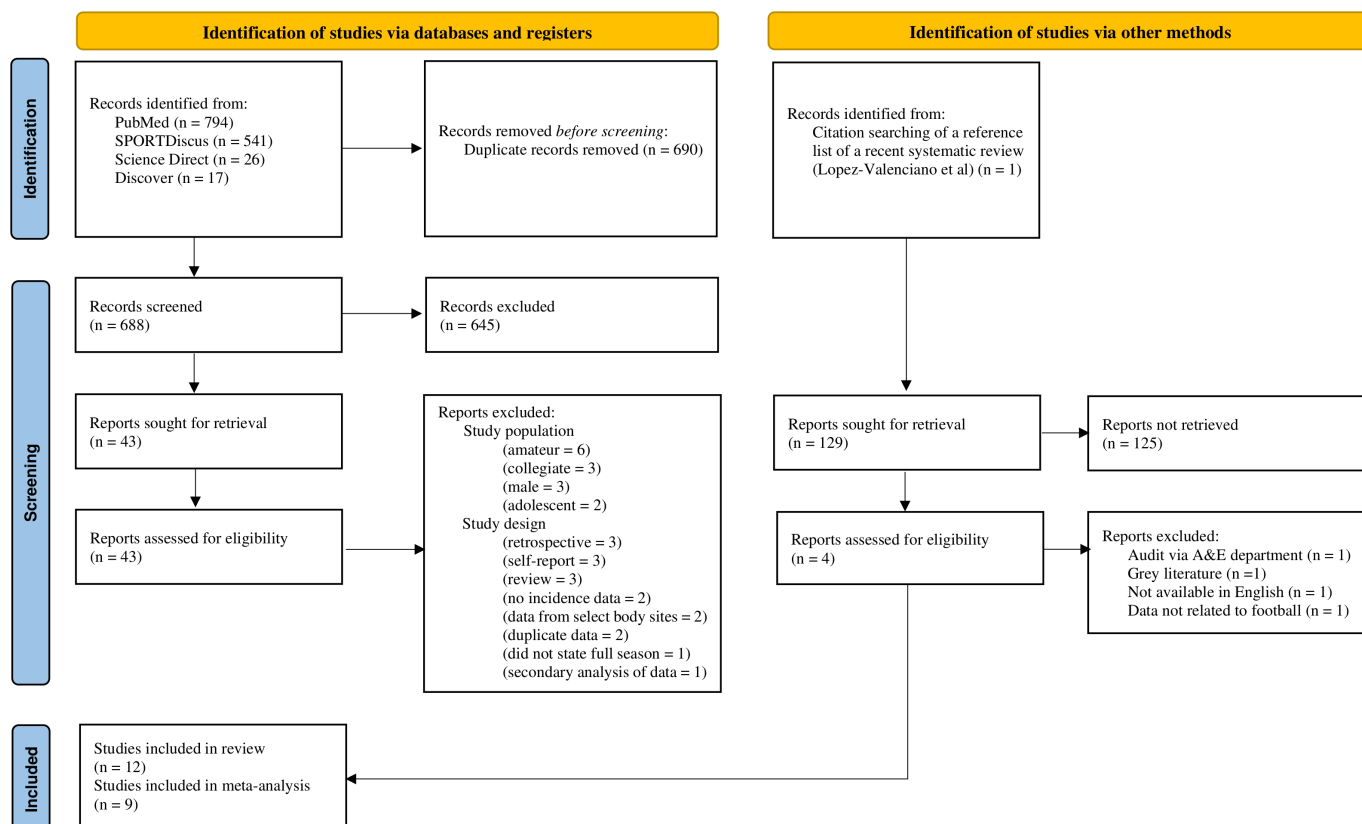 Identification of studies via databases and registers
Identification of studies via other methods
Identification
Records identified from:
PubMed (n = 794)
SPORTDiscus (n = 541)
Science Direct (n = 26)
Discover (n = 17)
Records removed before screening:
Duplicate records removed (n = 690)
Records identified from:
Citation searching of a reference
list of a recent systematic review
(Lopez-Valenciano et al) (n = 1)
Screening
Records screened
(n = 688)
Records excluded
(n = 645)
Reports sought for retrieval
(n = 43)
Reports assessed for eligibility
(n = 43)
Reports excluded:
Study population
(amateur = 6)
(collegiate = 3)
(male = 3)
(adolescent = 2)
Study design
(retrospective = 3)
(self-report = 3)
(review = 3)
(no incidence data = 2)
(data from select body sites = 2)
(duplicate data = 2)
(did not state full season = 1)
(secondary analysis of data = 1)
Reports sought for retrieval
(n = 129)
Reports not retrieved
(n = 125)
Reports assessed for eligibility
(n = 4)
Reports excluded:
Audit via A&E department (n = 1)
Grey literature (n =1)
Not available in English (n = 1)
Data not related to football (n = 1)
Included
Studies included in review
(n = 12)
Studies included in meta-analysis
(n = 9)